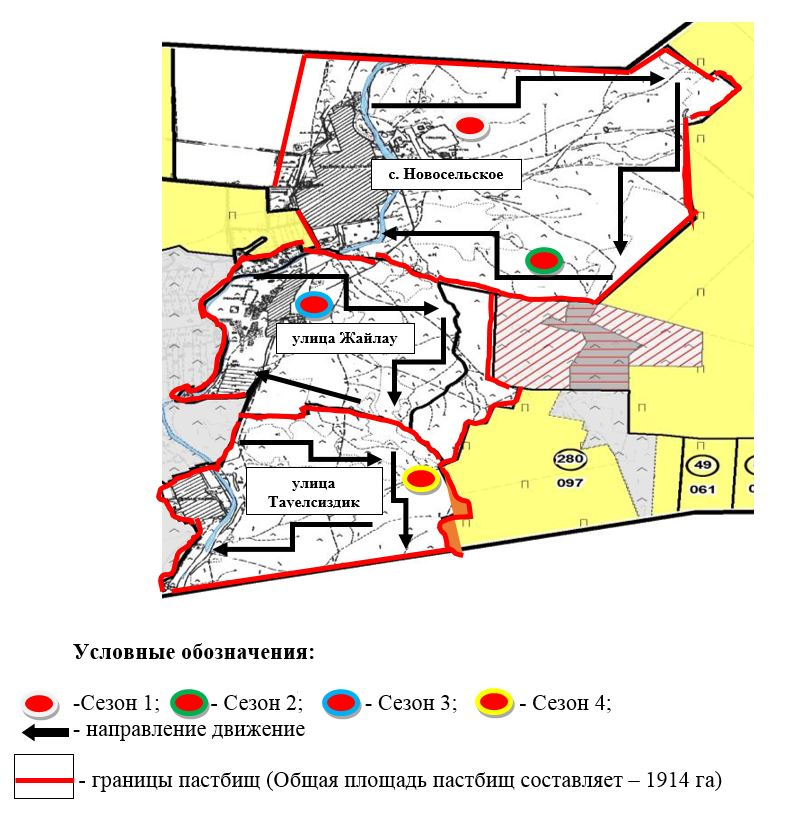 с. Новосельское
улица Жайлау
улица
Тауелсиздик
280
097
49
061
Условные обозначения:
-Сезон 1; - Сезон 2; - Сезон 3; - Сезон 4;
- направление движение
- границы пастбищ (Общая площадь пастбищ составляет – 1914 га)